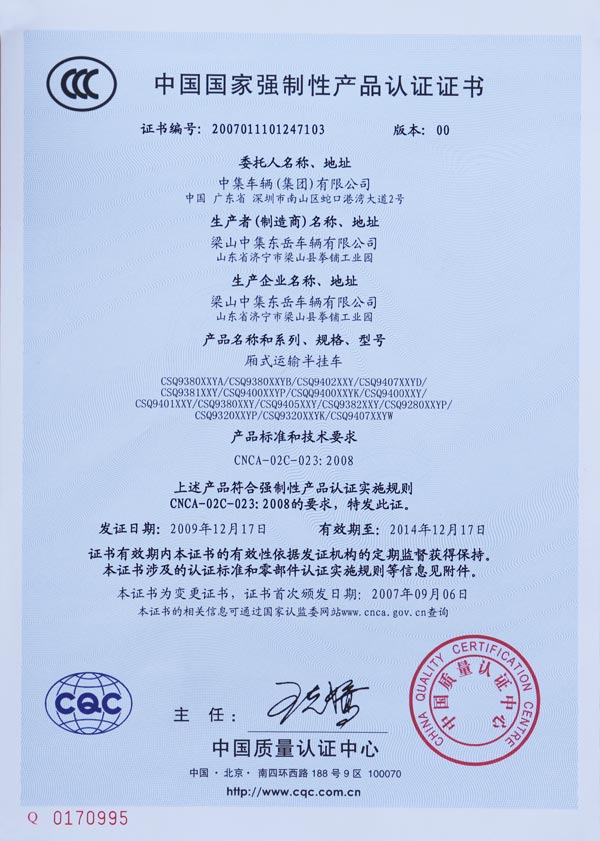 CCC
中国国家强制性产品认证证书
证书编号: 2007011101247103 版本: 00
委托人名称、地址
中集车辆(集团)有限公司
中国 广东省 深圳市南山区蛇口港湾大道2号
生产者(制造商)名称、地址
梁山中集东岳车辆有限公司
山东省济宁市梁山县拳铺工业园
生产企业名称、地址
梁山中集东岳车辆有限公司
山东省济宁市梁山县拳铺工业园
产品名称和系列、规格、型号
厢式运输半挂车
CSQ9380XXYA/CSQ9380XXYB/CSQ9402XXY/CSQ9407XXYD/
CSQ9381XXY/CSQ9400XXYP/CSQQ9400XXYK/CSQ9400XXY/
CSQ9401XXY/CSQ9380XXY/CSQ9405XXY/CSQ9382XXY/CSQ9280XXYP/
CSQ9320XXYP/CSQ9320XXYK/CSQ9407XXYW
产品标准和技术要求
CNCA-02C-023:2008
上述产品符合强制性产品认证实施规则
CNCA-02C-023:2008的要求,特发此证。
发证日期: 2009年12月17日 有效期至: 2014年12月17日
证书有效期内本证书的有效性依据发证机构的定期监督获得保持。
本证书涉及的认证标准和零部件认证实施规则等信息见附件。
本证书为变更证书,证书首次颁发日期: 2007年09月06日
本证书的相关信息可通过国家认监委网站www.cnca.gov.cn查询
CQC
主任:
中国质量认证中心
中国·北京·南四环西路188号9区 100070
http://www.cqc.com.cn
CHINA QUALITY CERTIFICATION CENTRE
中国质量认证中心
Q 0170995